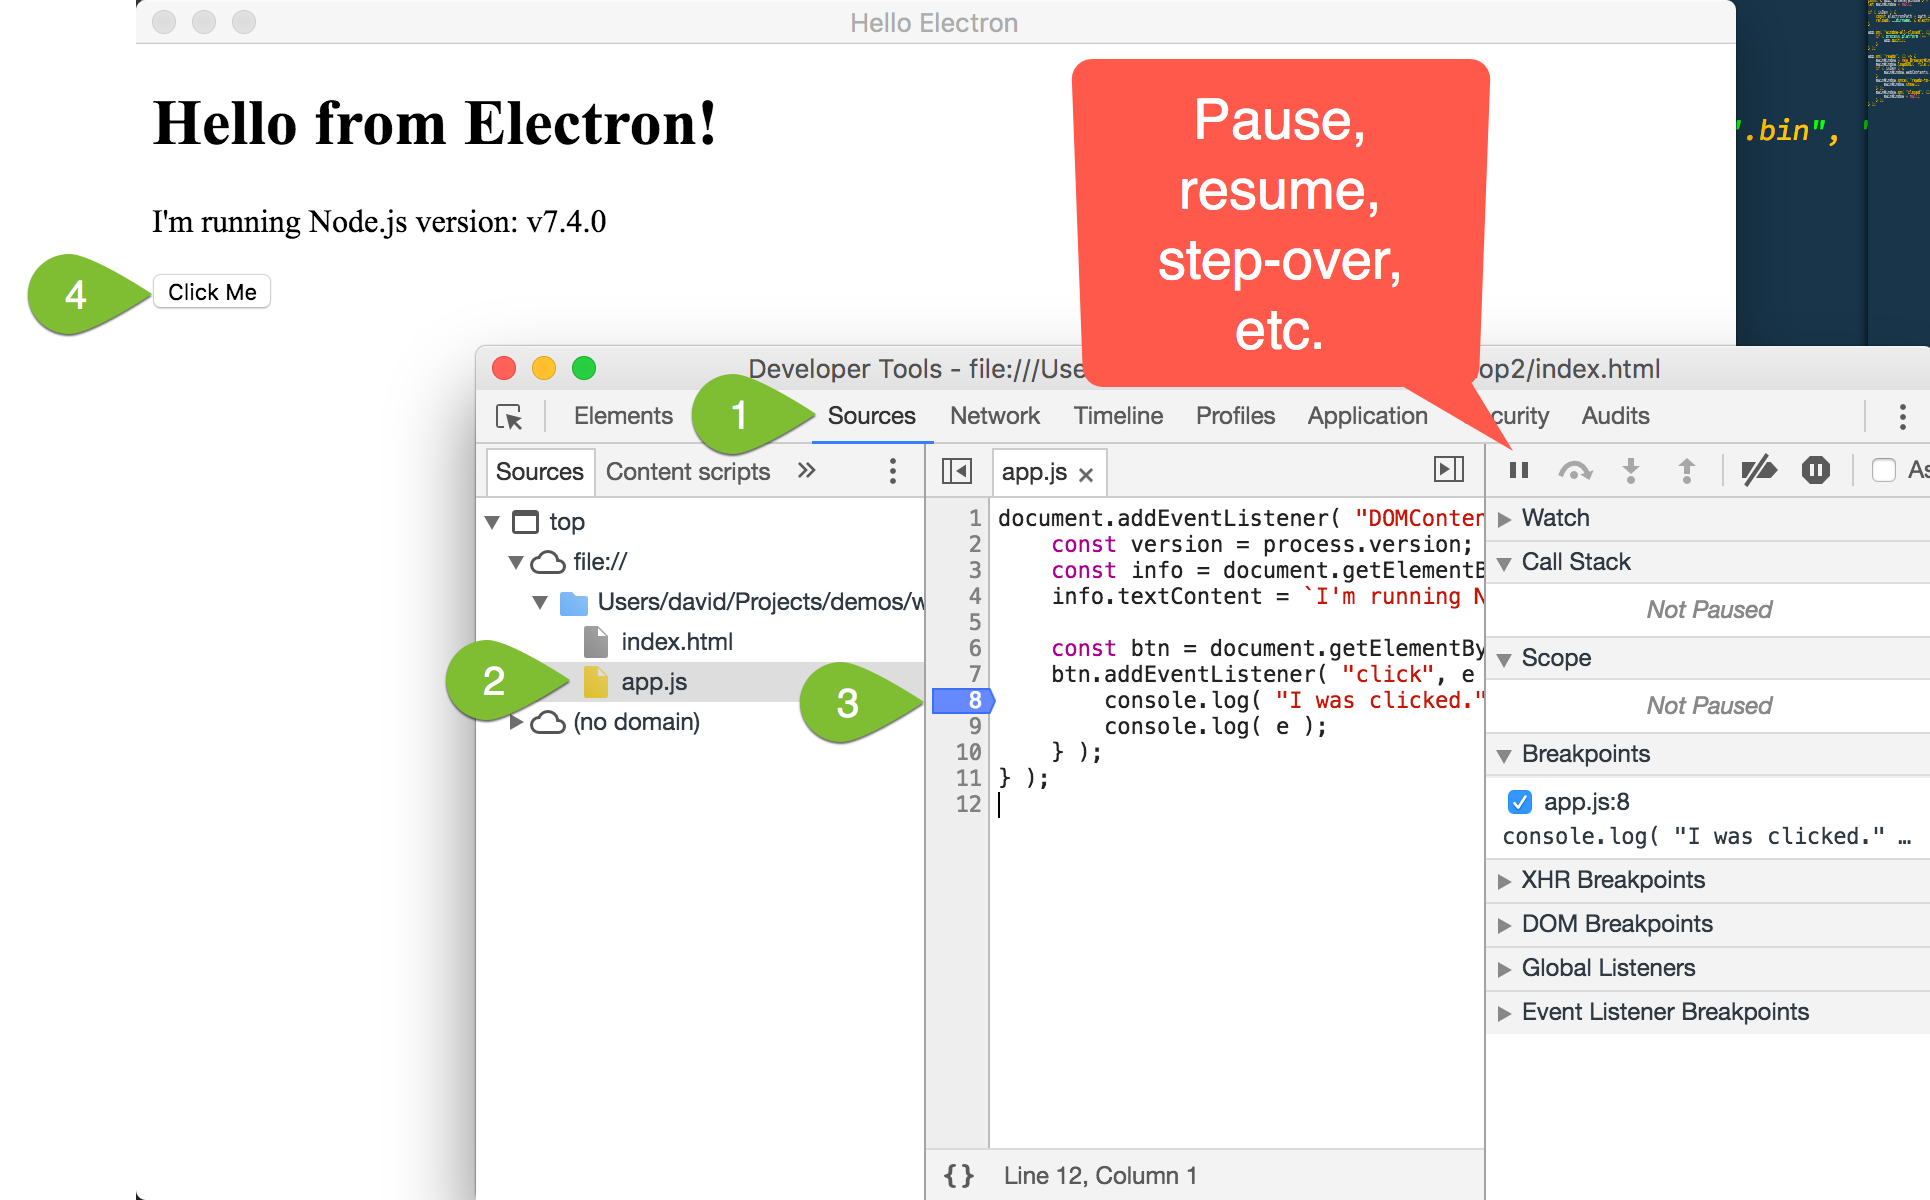 Hello Electron
Hello from Electron!
I'm running Node.js version: v7.4.0
4
Click Me
Pause,
resume,
step-over,
etc.
".bin", "
Developer Tools - file:///Use
op2/index.html
Elements
1
Sources
Network
Timeline
Profiles
Application
curity
Audits
Sources
Content scripts
»
app.js ×
As
top
file://
Users/david/Projects/demos/w
index.html
2
app.js
(no domain)
3
1 document.addEventListener( "DOMConten
2 const version = process.version;
3 const info = document.getElementB
4 info.textContent = `I'm running N
5
6 const btn = document.getElementBy
7 btn.addEventListener( "click", e
8 console.log( "I was clicked."
9 console.log( e );
10 } );
11 } );
12
{} Line 12, Column 1
Watch
Call Stack
Not Paused
Scope
Not Paused
Breakpoints
app.js:8
console.log( "I was clicked." …
XHR Breakpoints
DOM Breakpoints
Global Listeners
Event Listener Breakpoints